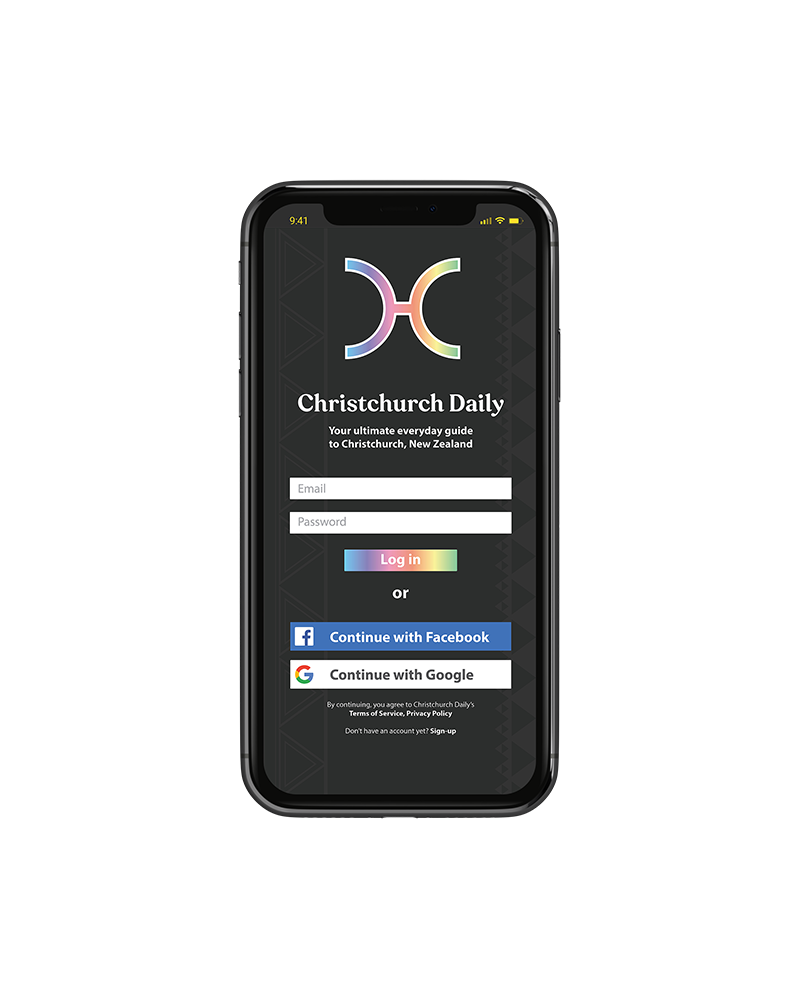 9:41
Christchurch Daily
Your ultimate everyday guide
to Christchurch, New Zealand
Email
Password
Log in
or
Continue with Facebook
Continue with Google
By continuing, you agree to Christchurch Daily's
Terms of Service, Privacy Policy
Don't have an account yet? Sign-up